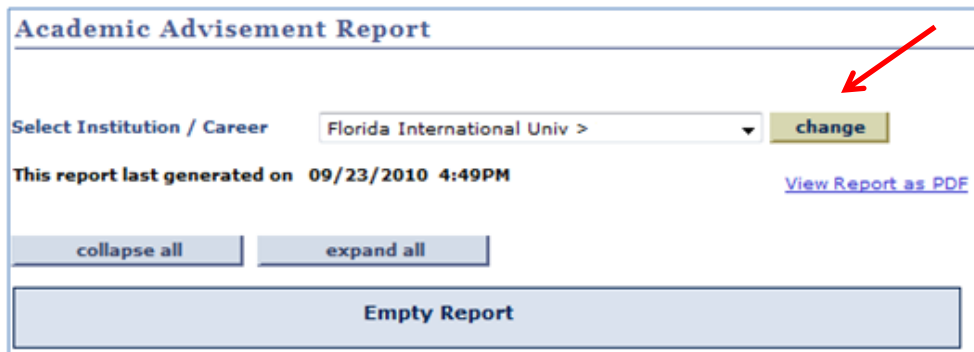 Academic Advisement Report
Select Institution / Career Florida International Univ > change
This report last generated on 09/23/2010 4:49PM
View Report as PDF
collapse all expand all
Empty Report